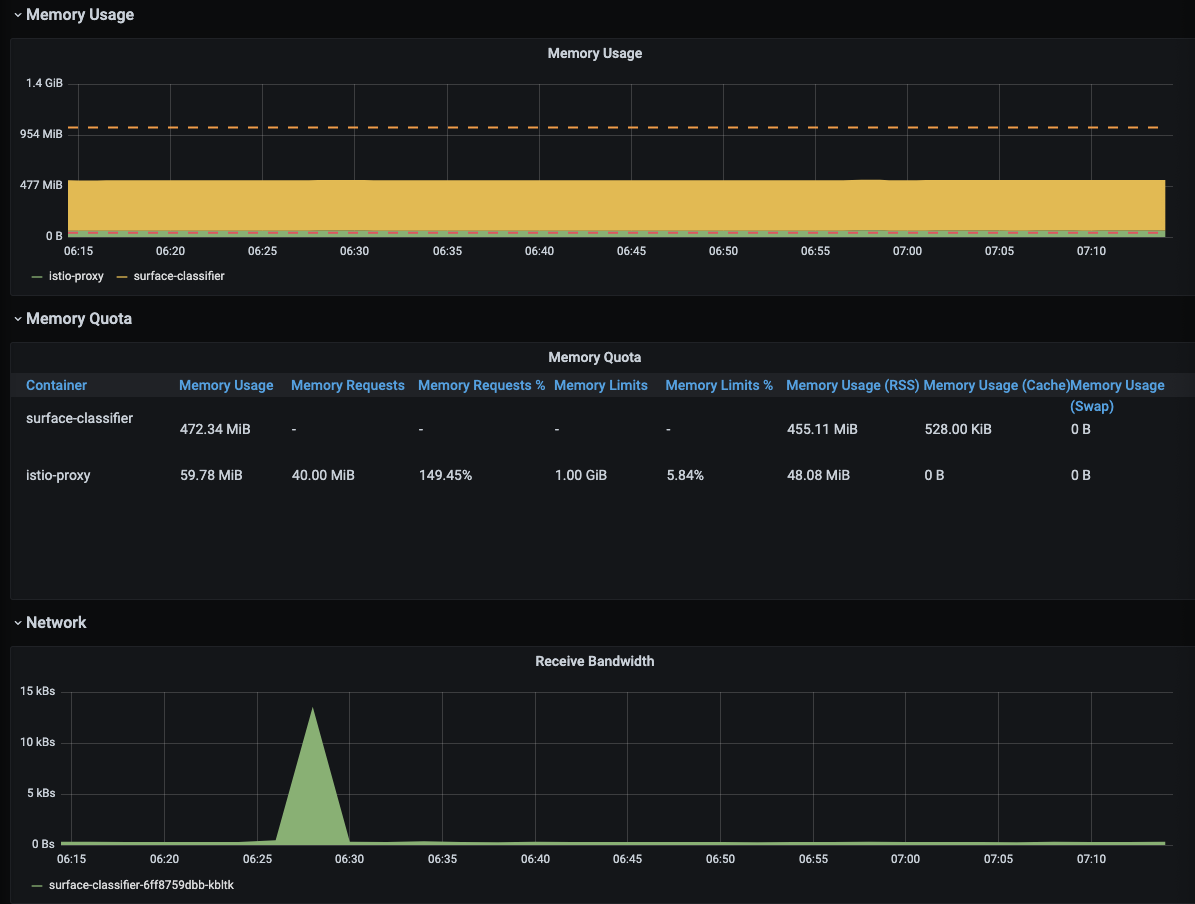 Memory Usage
Memory Usage
1.4 GiB
954 MiB
477 MiB
0 B
06:15 06:20 06:25 06:30 06:35 06:40 06:45 06:50 06:55 07:00 07:05 07:10
istio-proxy surface-classifier
Memory Quota
Memory Quota
Container Memory Usage Memory Requests Memory Requests % Memory Limits Memory Limits % Memory Usage (RSS) Memory Usage (Cache) Memory Usage
(Swap)
surface-classifier
472.34 MiB - - - - 455.11 MiB 528.00 KiB 0 B
istio-proxy 59.78 MiB 40.00 MiB 149.45% 1.00 GiB 5.84% 48.08 MiB 0 B 0 B
Network
Receive Bandwidth
15 kBs
10 kBs
5 kBs
0 Bs
06:15 06:20 06:25 06:30 06:35 06:40 06:45 06:50 06:55 07:00 07:05 07:10
surface-classifier-6ff8759dbb-kbltk